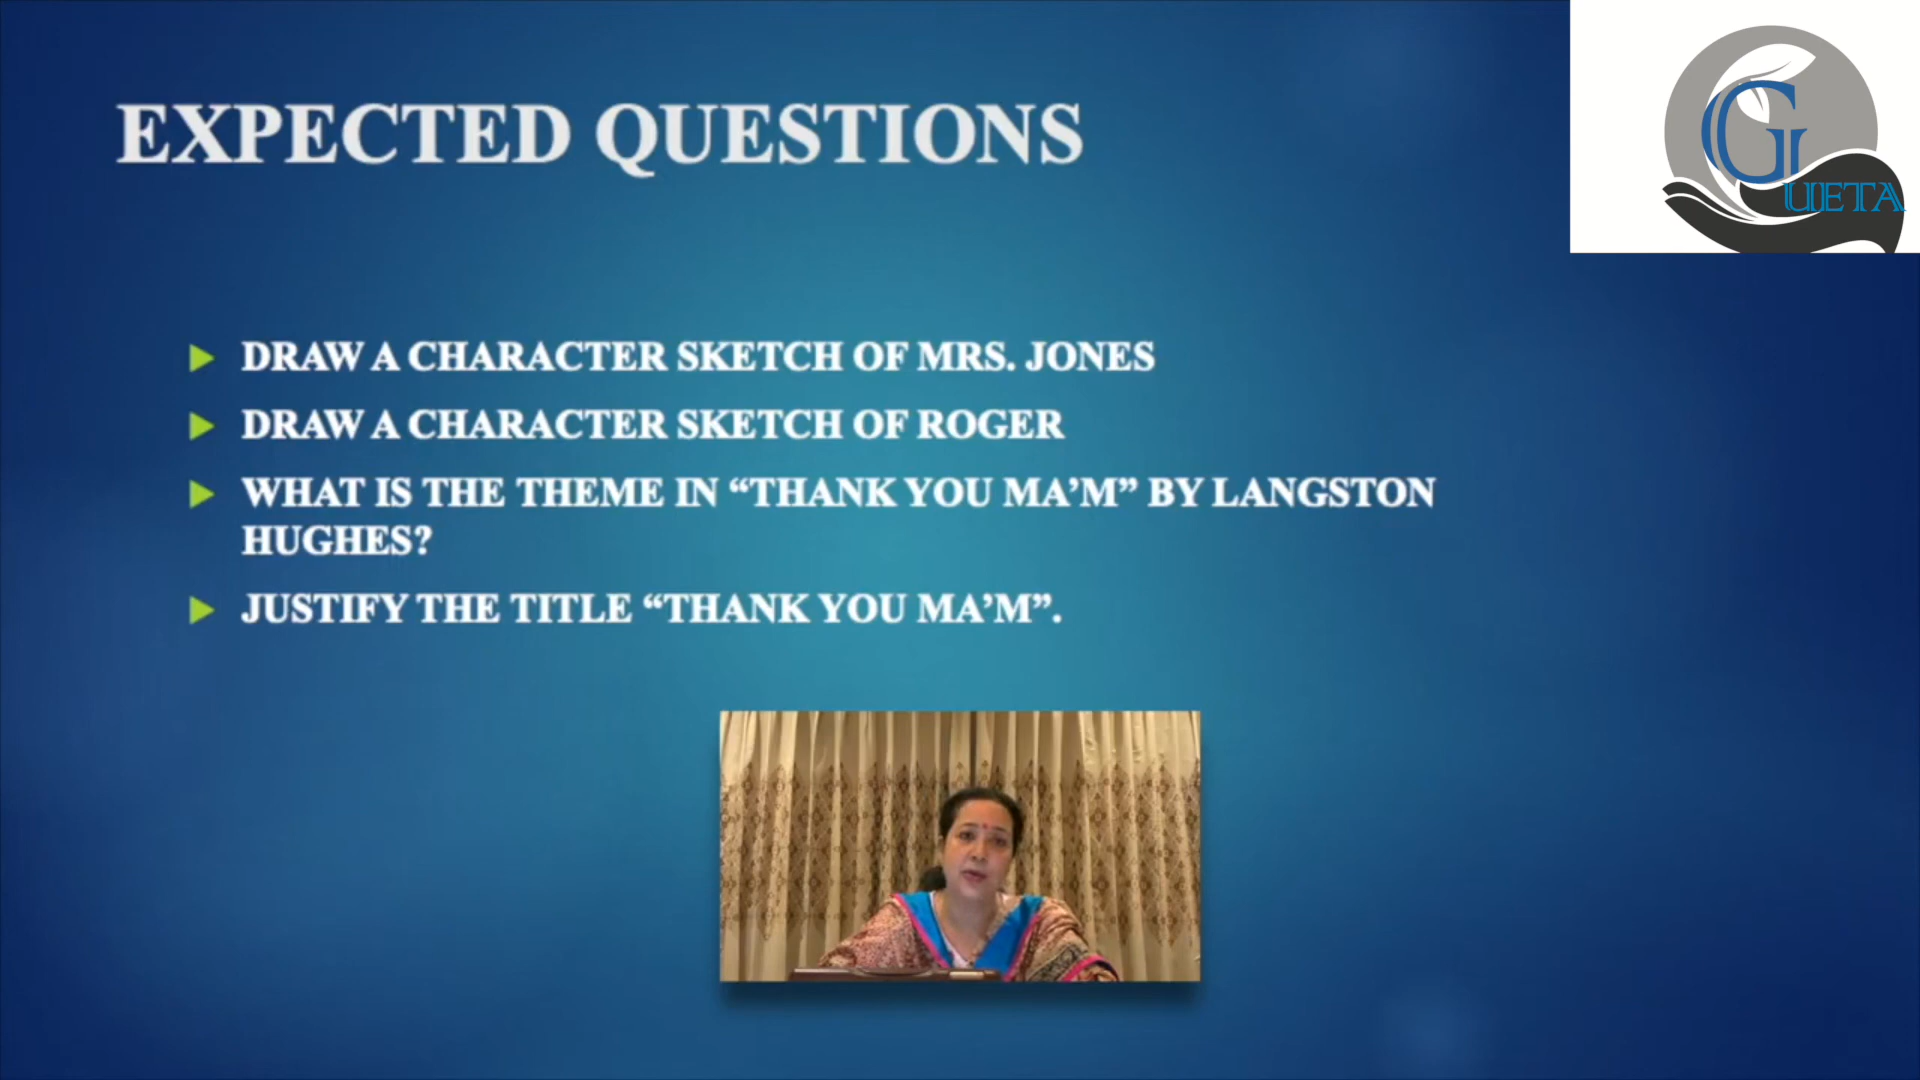 EXPECTED QUESTIONS
DRAW A CHARACTER SKETCH OF MRS. JONES
DRAW A CHARACTER SKETCH OF ROGER
WHAT IS THE THEME IN “THANK YOU MA’M” BY LANGSTON
HUGHES?
JUSTIFY THE TITLE “THANK YOU MA’M”.
GUETA